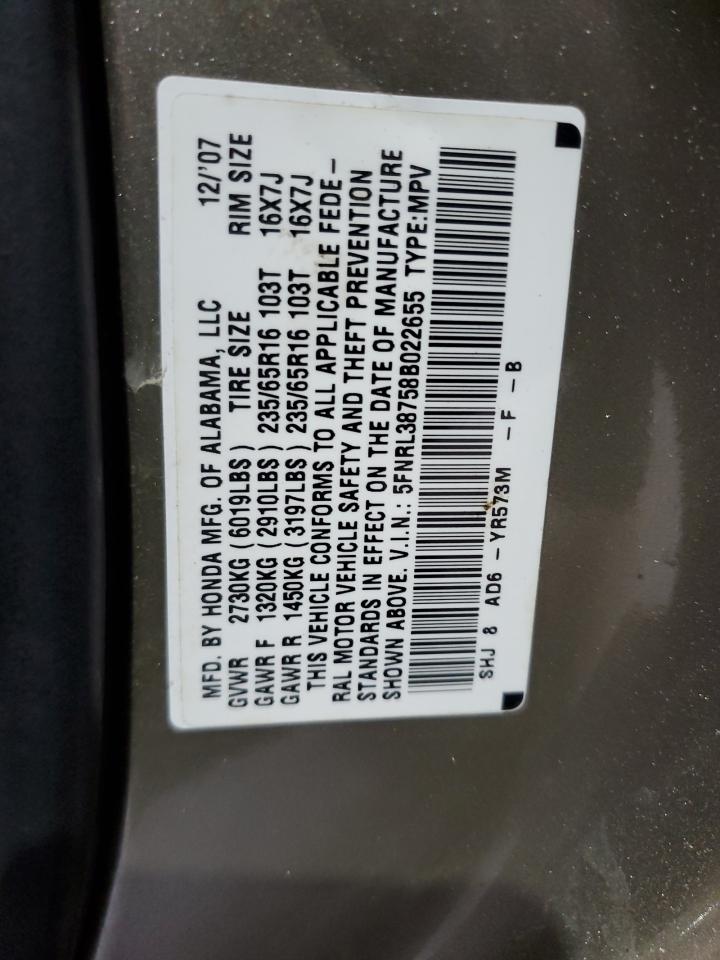 MFD. BY HONDA MFG. OF ALABAMA, LLC 12/'07
GVWR 2730KG (6019LBS) TIRE SIZE RIM SIZE
GAWR F 1320KG (2910LBS) 235/65R16 103T 16X7J
GAWR R 1450KG (3197LBS) 235/65R16 103T 16X7J
THIS VEHICLE CONFORMS TO ALL APPLICABLE FEDE-
RAL MOTOR VEHICLE SAFETY AND THEFT PREVENTION
STANDARDS IN EFFECT ON THE DATE OF MANUFACTURE
SHOWN ABOVE. V.I.N.: 5FNRL38758B022655 TYPE:MPV
SHJ 8 AD6 -YR573M -F -B